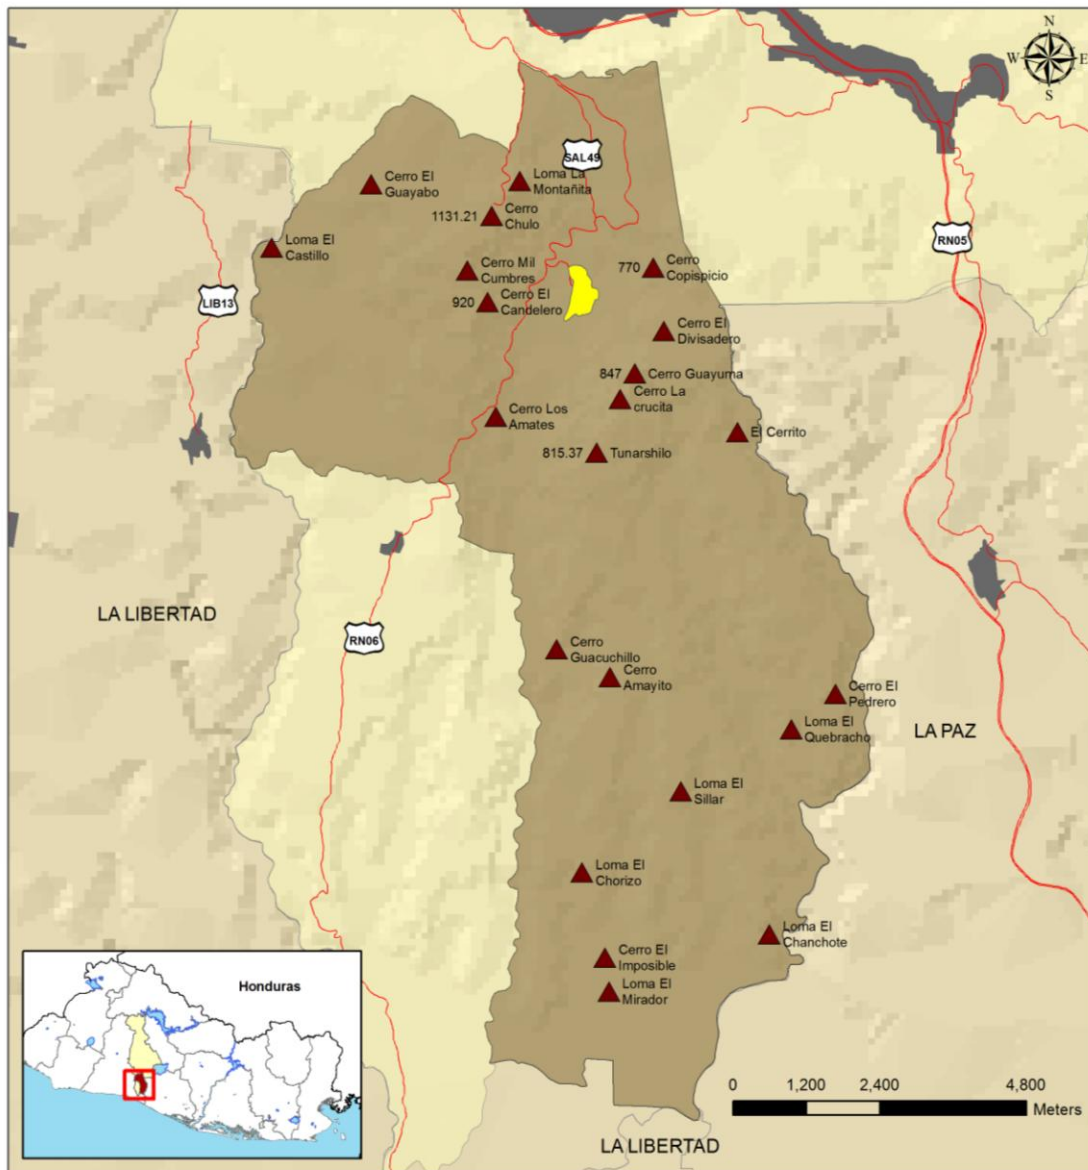 N
W E
S
SAL49
Cerro El
Guayabo
Loma La
Montañita
1131.21
Cerro
Chulo
RN05
Loma El
Castillo
Cerro Mil
Cumbres
770
Cerro
Copispicio
LIB13
920
Cerro El
Candelero
Cerro El
Divisadero
847
Cerro Guayuma
Cerro La
crucita
Cerro Los
Amates
El Cerrito
815.37
Tunarshilo
LA LIBERTAD
RN06
Cerro
Guacuchillo
Cerro
Amayito
Cerro El
Pedrero
Loma El
Quebracho
LA PAZ
Loma El
Sillar
Loma El
Chorizo
Loma El
Chanchote
Cerro El
Imposible
Loma El
Mirador
Honduras
0 1,200 2,400 4,800
Meters
LA LIBERTAD